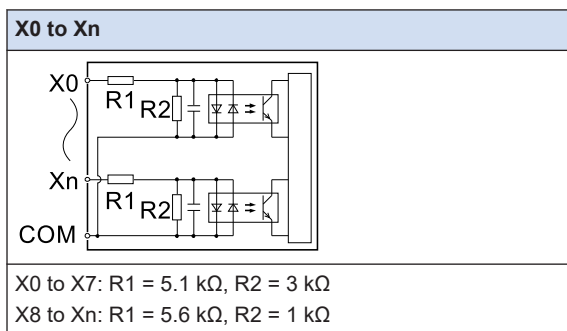 X0 to Xn
X0
R1
R2
Xn
R1
R2
COM
X0 to X7: R1 = 5.1 kΩ, R2 = 3 kΩ
X8 to Xn: R1 = 5.6 kΩ, R2 = 1 kΩ